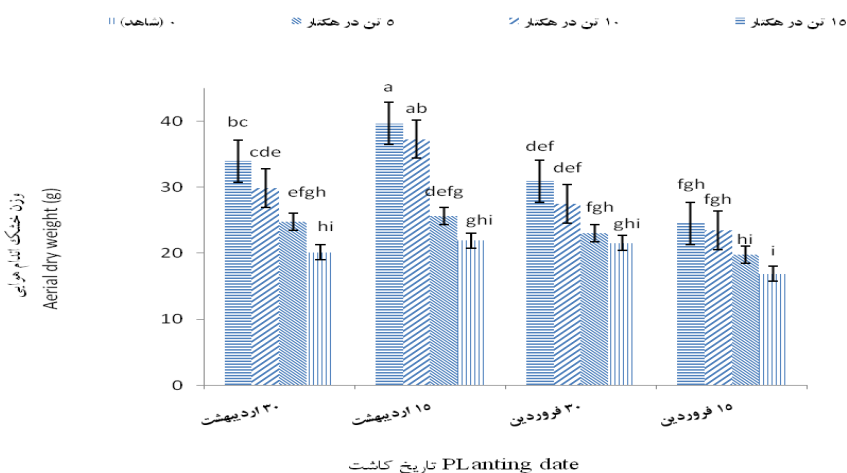 ۱۵ تن در هکتار ۱۰ تن در هکتار ۵ تن در هکتار ۰ (شاهد)
وزن خشک اندام هوایی
Aerial dry weight (g)
40
30
20
10
0
bc cde efgh hi
a ab defg ghi
def def fgh ghi
fgh fgh hi i
۳۰ اردیبهشت ۱۵ اردیبهشت ۳۰ فروردین ۱۵ فروردین
تاریخ کاشت PLanting date